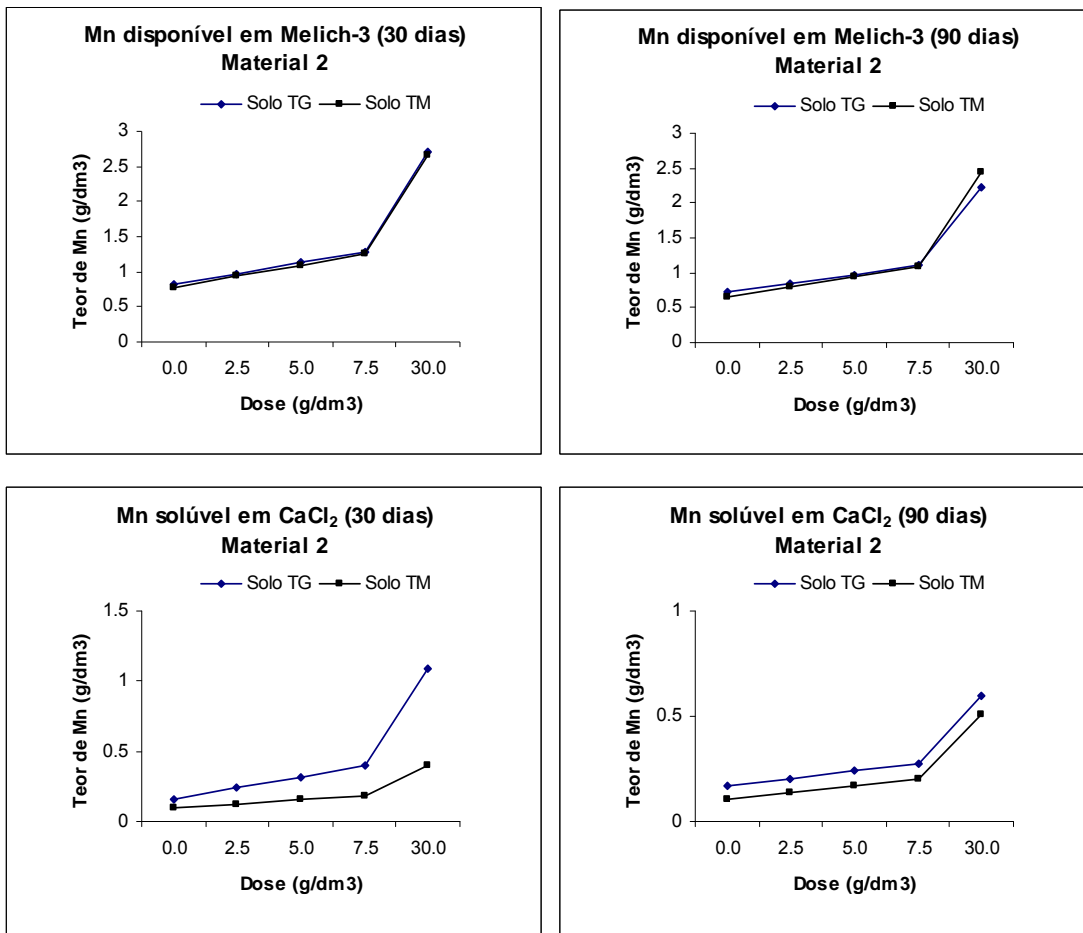 Mn disponível em Melich-3 (30 dias)
Material 2
Solo TG
Solo TM
Teor de Mn (g/dm3)
3
2.5
2
1.5
1
0.5
0
0.0 2.5 5.0 7.5 30.0
Dose (g/dm3)
Mn disponível em Melich-3 (90 dias)
Material 2
Solo TG
Solo TM
Teor de Mn (g/dm3)
3
2.5
2
1.5
1
0.5
0
0.0 2.5 5.0 7.5 30.0
Dose (g/dm3)
Mn solúvel em CaCl₂ (30 dias)
Material 2
Solo TG
Solo TM
Teor de Mn (g/dm3)
1.5
1
0.5
0
0.0 2.5 5.0 7.5 30.0
Dose (g/dm3)
Mn solúvel em CaCl₂ (90 dias)
Material 2
Solo TG
Solo TM
Teor de Mn (g/dm3)
1
0.5
0
0.0 2.5 5.0 7.5 30.0
Dose (g/dm3)